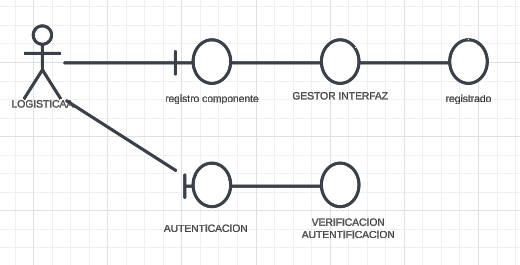 LOGISTICA
registro componente
GESTOR INTERFAZ
registrado
AUTENTICACION
VERIFICACION
AUTENTIFICACION